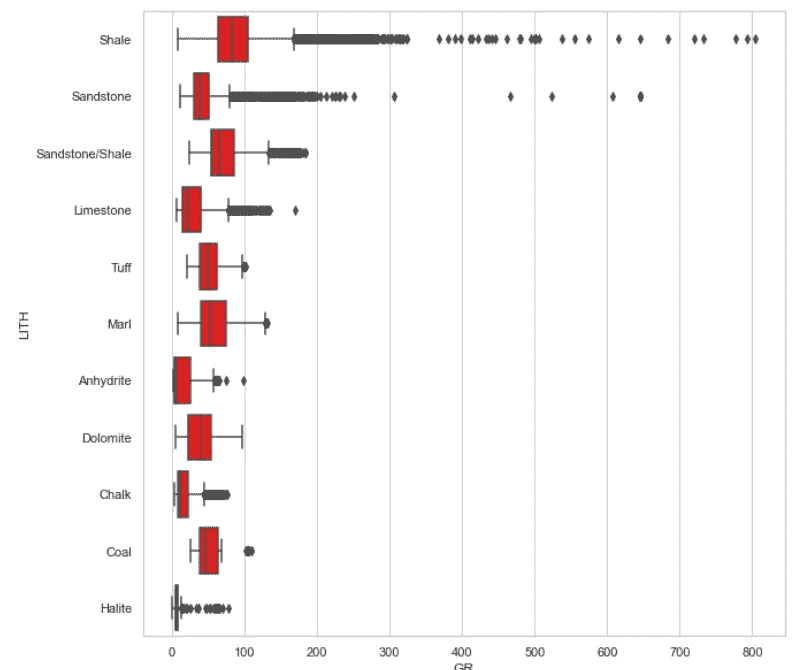 Shale
Sandstone
Sandstone/Shale
Limestone
Tuff
Marl
Anhydrite
Dolomite
Chalk
Coal
Halite
LITH
0 100 200 300 400 500 600 700 800
GR